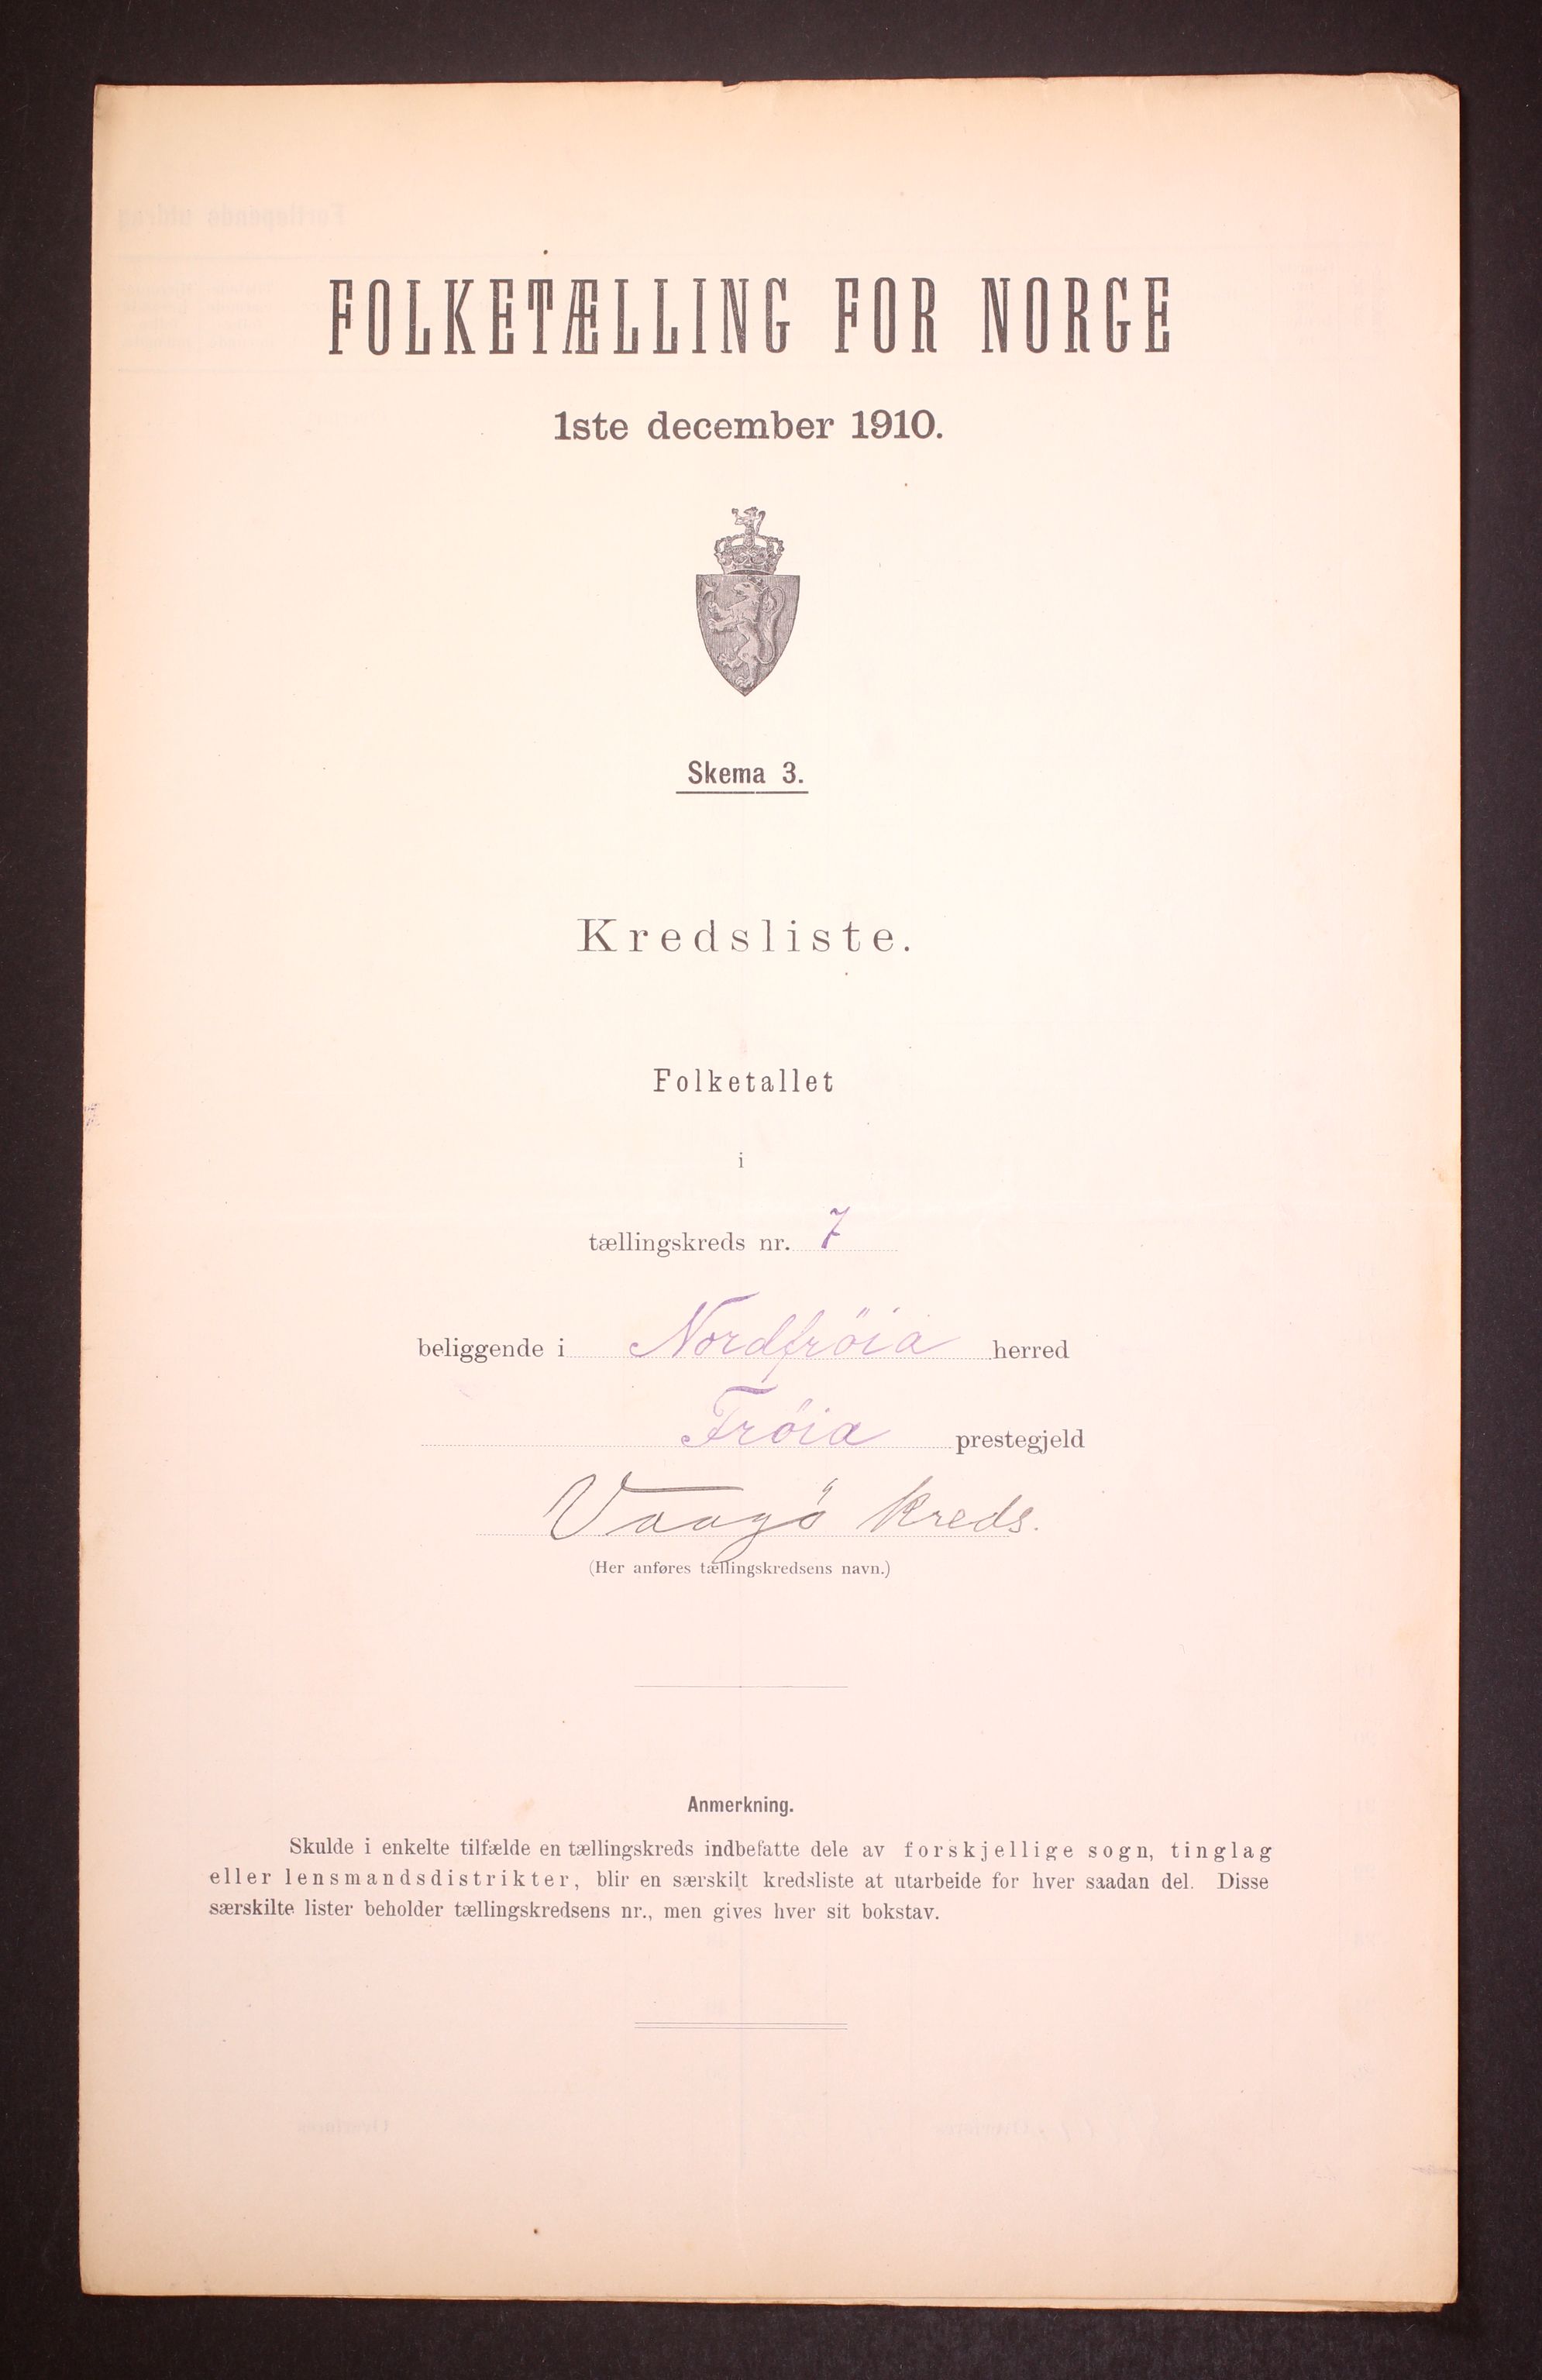 FOLKETÆLLING FOR NORGE
1ste december 1910.
Skema 3.
Kredsliste.
Folketallet
i
tællingskreds nr. 7
beliggende i Nordfröia herred
Fröia prestegjeld
Vaagö kreds.
(Her anføres tællingskredsens navn.)
Anmerkning.
Skulde i enkelte tilfælde en tællingskreds indbefatte dele av forskjellige sogn, tinglag
eller lensmandsdistrikter, blir en særskilt kredsliste at utarbeide for hver saadan del. Disse
særskilte lister beholder tællingskredsens nr., men gives hver sit bokstav.